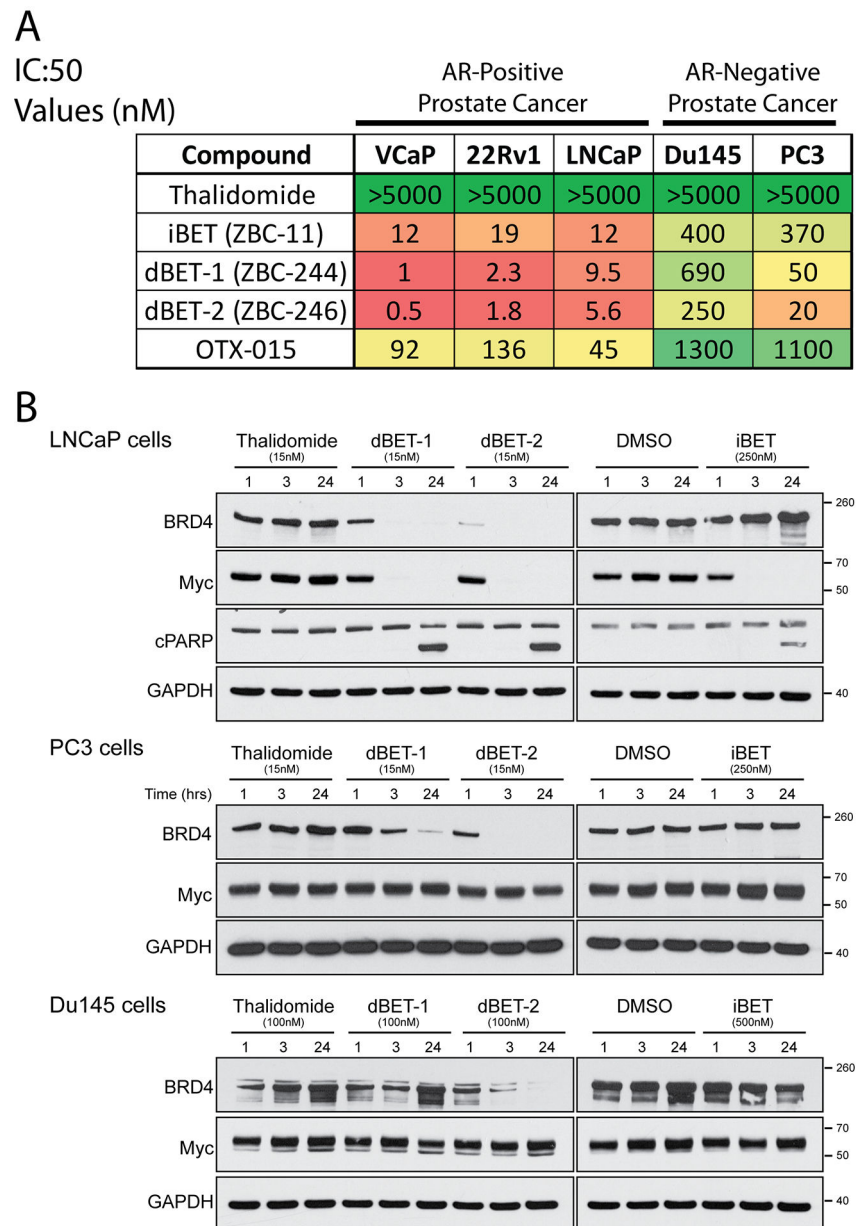 A
IC:50
Values (nM)
AR-Positive
Prostate Cancer
AR-Negative
Prostate Cancer
Compound VCaP 22Rv1 LNCaP Du145 PC3
Thalidomide >5000 >5000 >5000 >5000 >5000
iBET (ZBC-11) 12 19 12 400 370
dBET-1 (ZBC-244) 1 2.3 9.5 690 50
dBET-2 (ZBC-246) 0.5 1.8 5.6 250 20
OTX-015 92 136 45 1300 1100
B
LNCaP cells
Thalidomide dBET-1 dBET-2 DMSO iBET
(15nM) (15nM) (15nM) (250nM)
1 3 24 1 3 24 1 3 24 1 3 24 1 3 24
BRD4 260
Myc 70
50
cPARP
GAPDH 40
PC3 cells
Thalidomide dBET-1 dBET-2 DMSO iBET
(15nM) (15nM) (15nM) (250nM)
Time (hrs) 1 3 24 1 3 24 1 3 24 1 3 24 1 3 24
BRD4 260
Myc 70
50
GAPDH 40
Du145 cells
Thalidomide dBET-1 dBET-2 DMSO iBET
(100nM) (100nM) (100nM) (500nM)
1 3 24 1 3 24 1 3 24 1 3 24 1 3 24
BRD4 260
Myc 70
50
GAPDH 40